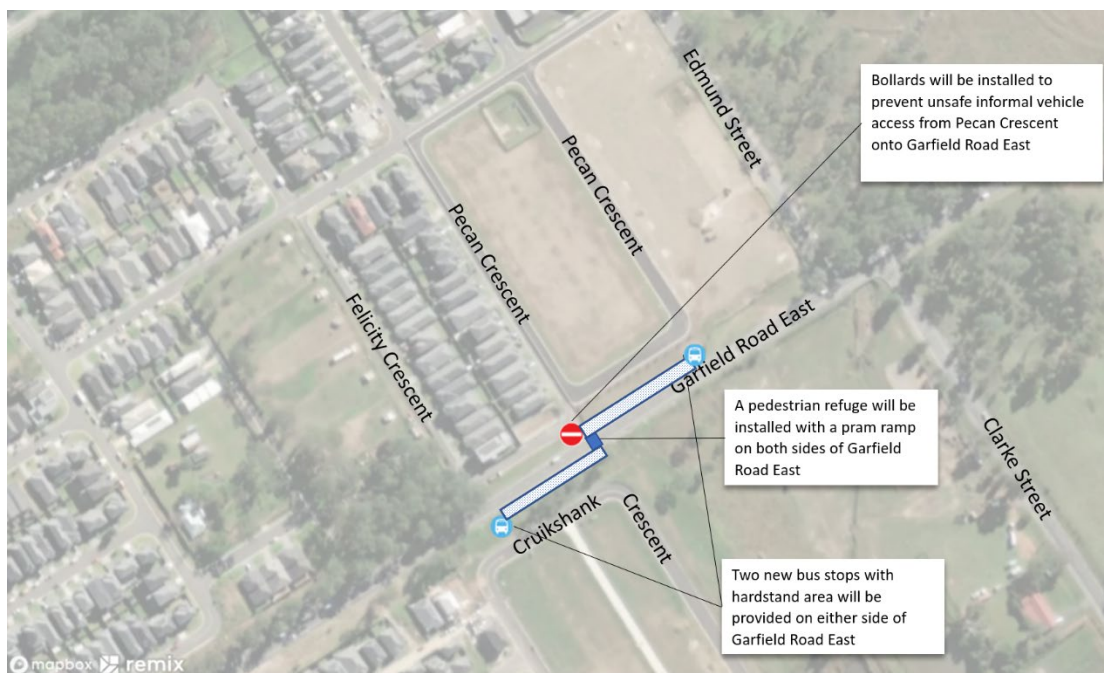 Edmund Street
Bollards will be installed to
prevent unsafe informal vehicle
access from Pecan Crescent
onto Garfield Road East
Pecan Crescent
Pecan Crescent
Felicity Crescent
Garfield Road East
A pedestrian refuge will be
installed with a pram ramp
on both sides of Garfield
Road East
Clarke Street
Cruikshank
Crescent
Two new bus stops with
hardstand area will be
provided on either side of
Garfield Road East
mapbox remix